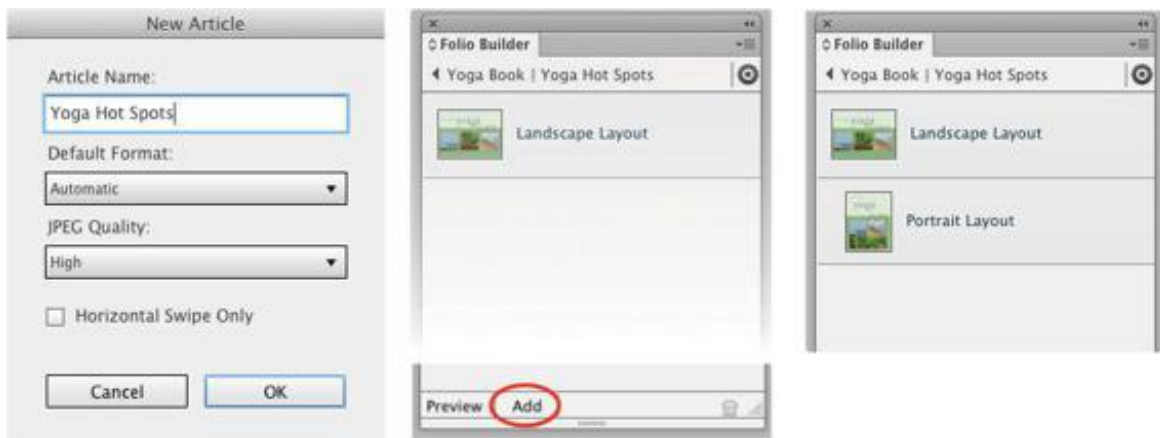 New Article
Article Name:
Yoga Hot Spots
Default Format:
Automatic
JPEG Quality:
High
Horizontal Swipe Only
Cancel
OK
Folio Builder
Yoga Book | Yoga Hot Spots
Landscape Layout
Preview
Add
Folio Builder
Yoga Book | Yoga Hot Spots
Landscape Layout
Portrait Layout